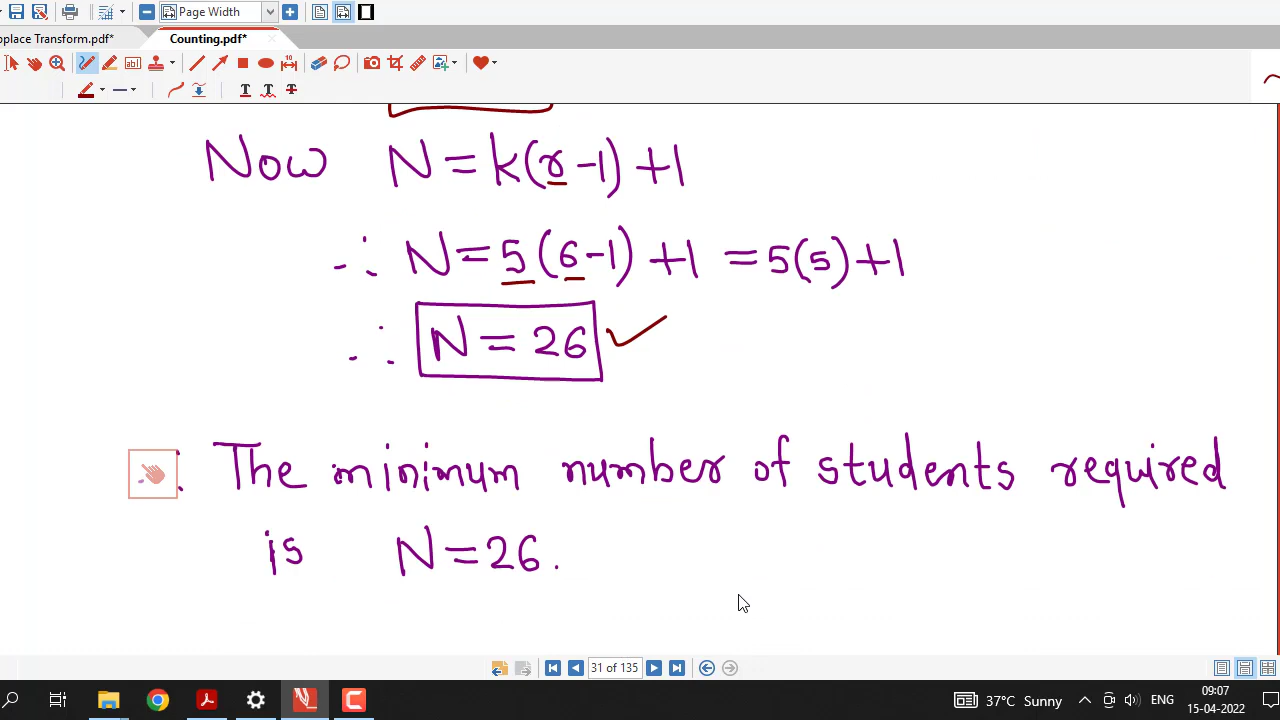 Page Width
place Transform.pdf*
Counting.pdf*
Now N = k(r-1) +1
∴ N = 5(6-1) +1 = 5(5)+1
∴ N = 26 ✓
∴ The minimum number of students required
is N = 26.
31 of 135
37°C Sunny
ENG
09:07
15-04-2022